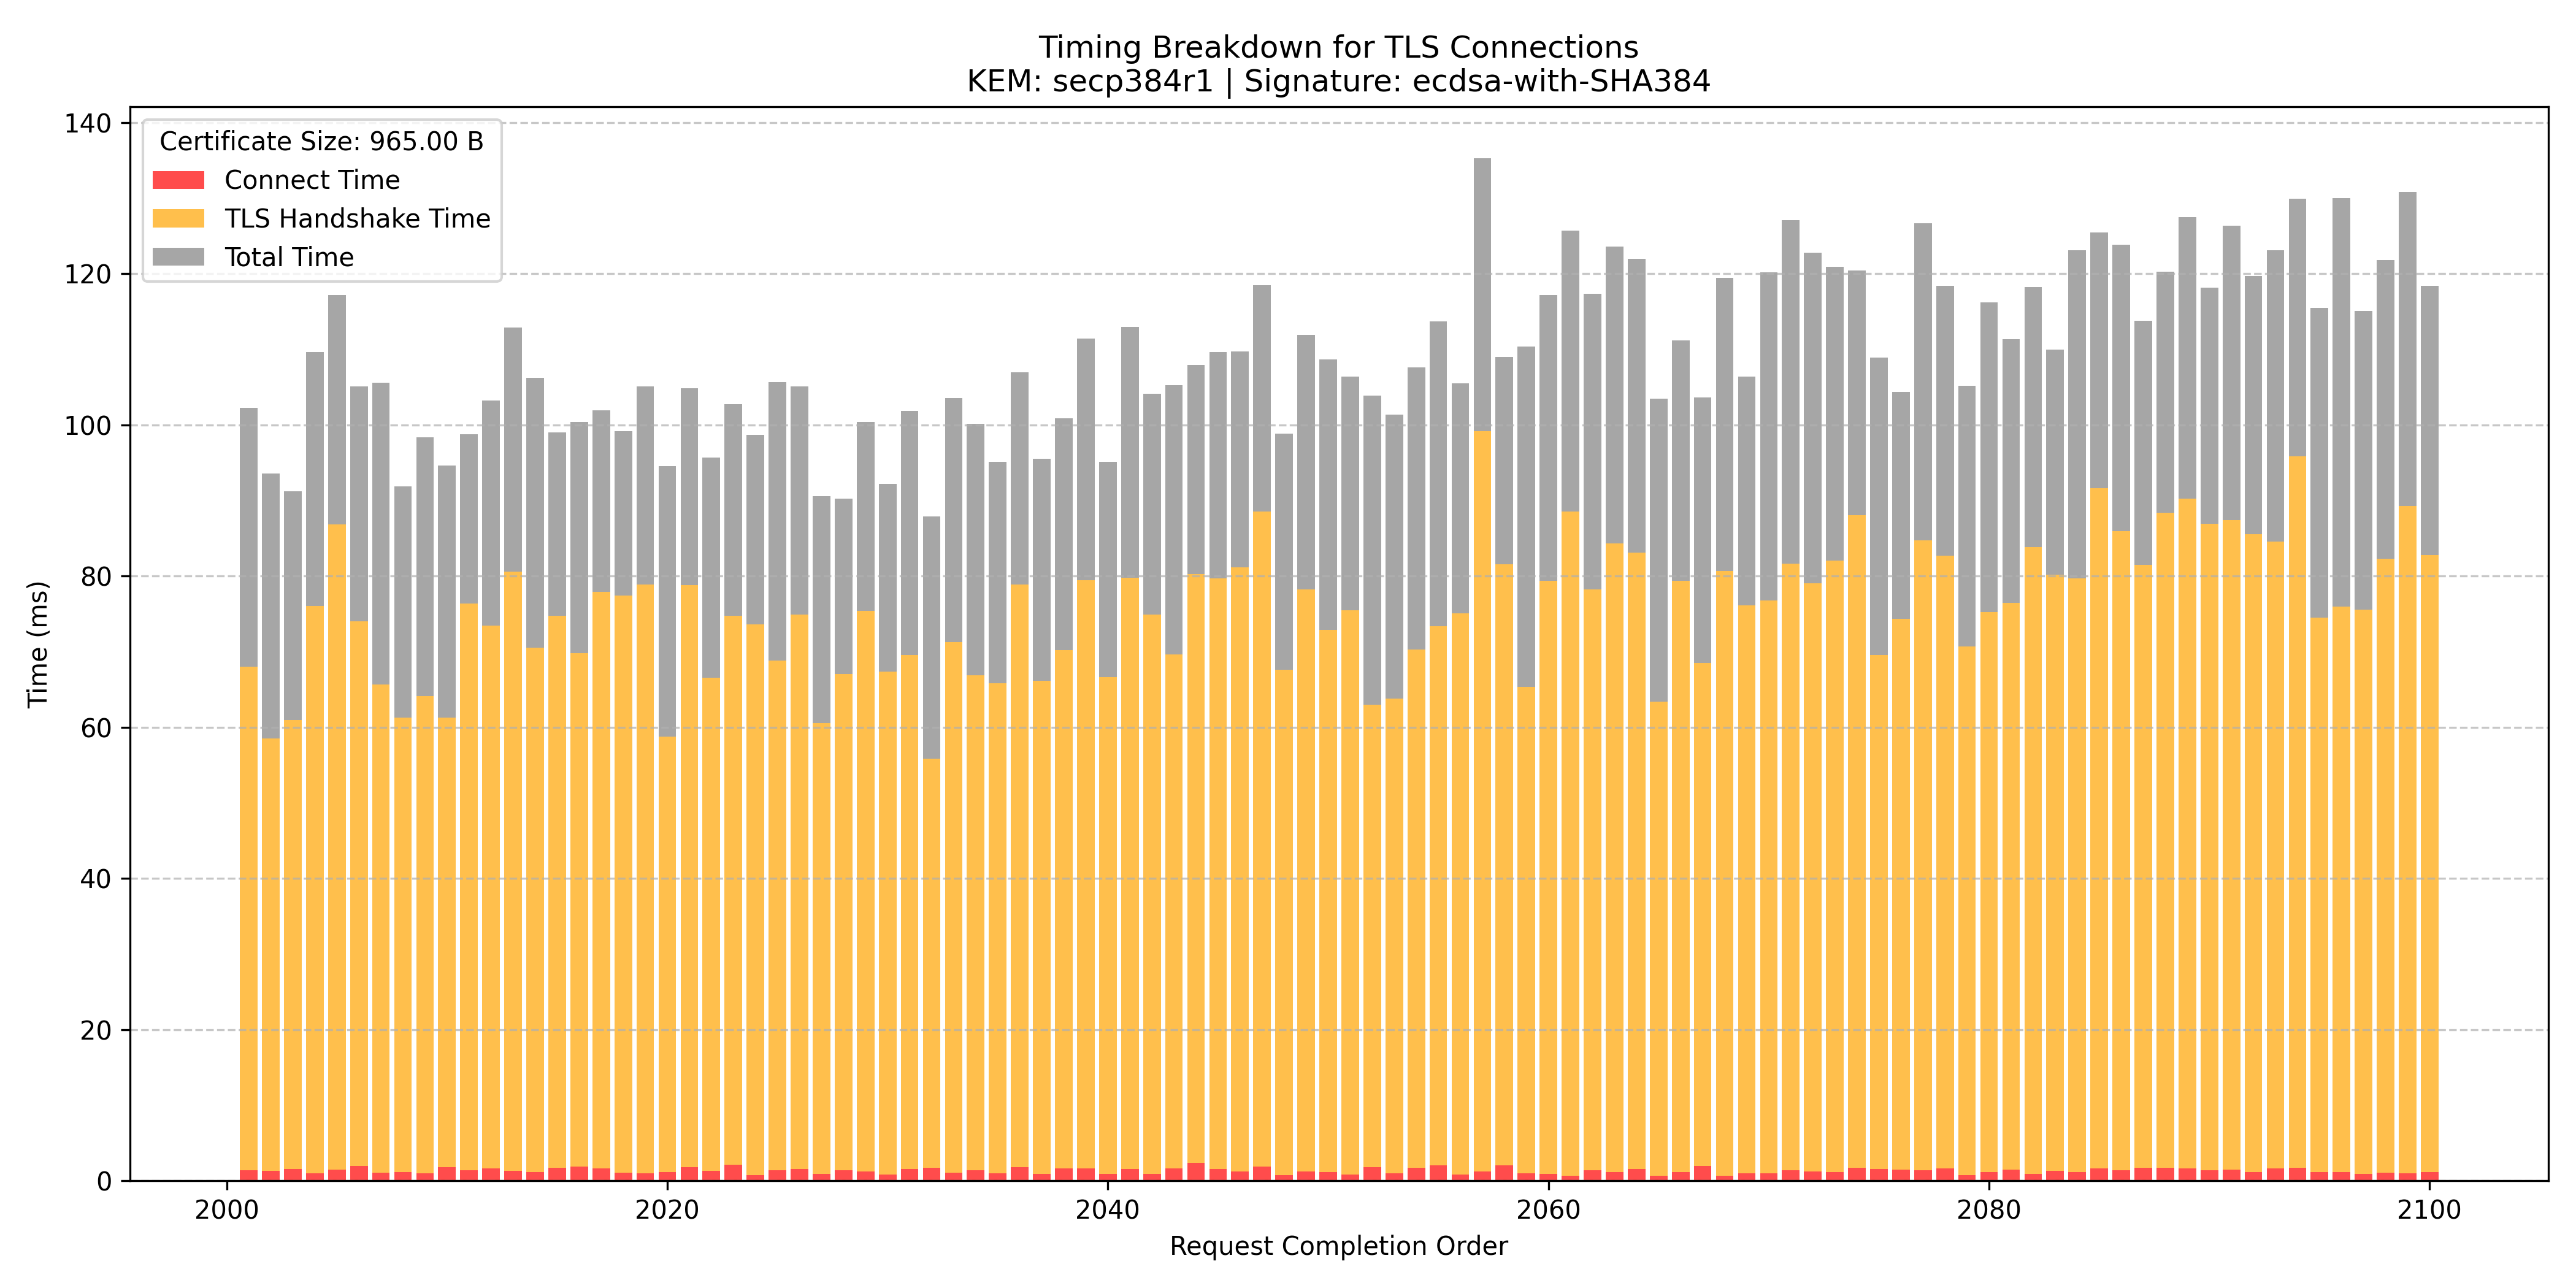 Timing Breakdown for TLS Connections
KEM: secp384r1 | Signature: ecdsa-with-SHA384
Certificate Size: 965.00 B
Connect Time
TLS Handshake Time
Total Time
Time (ms)
140
120
100
80
60
40
20
0
2000 2020 2040 2060 2080 2100
Request Completion Order